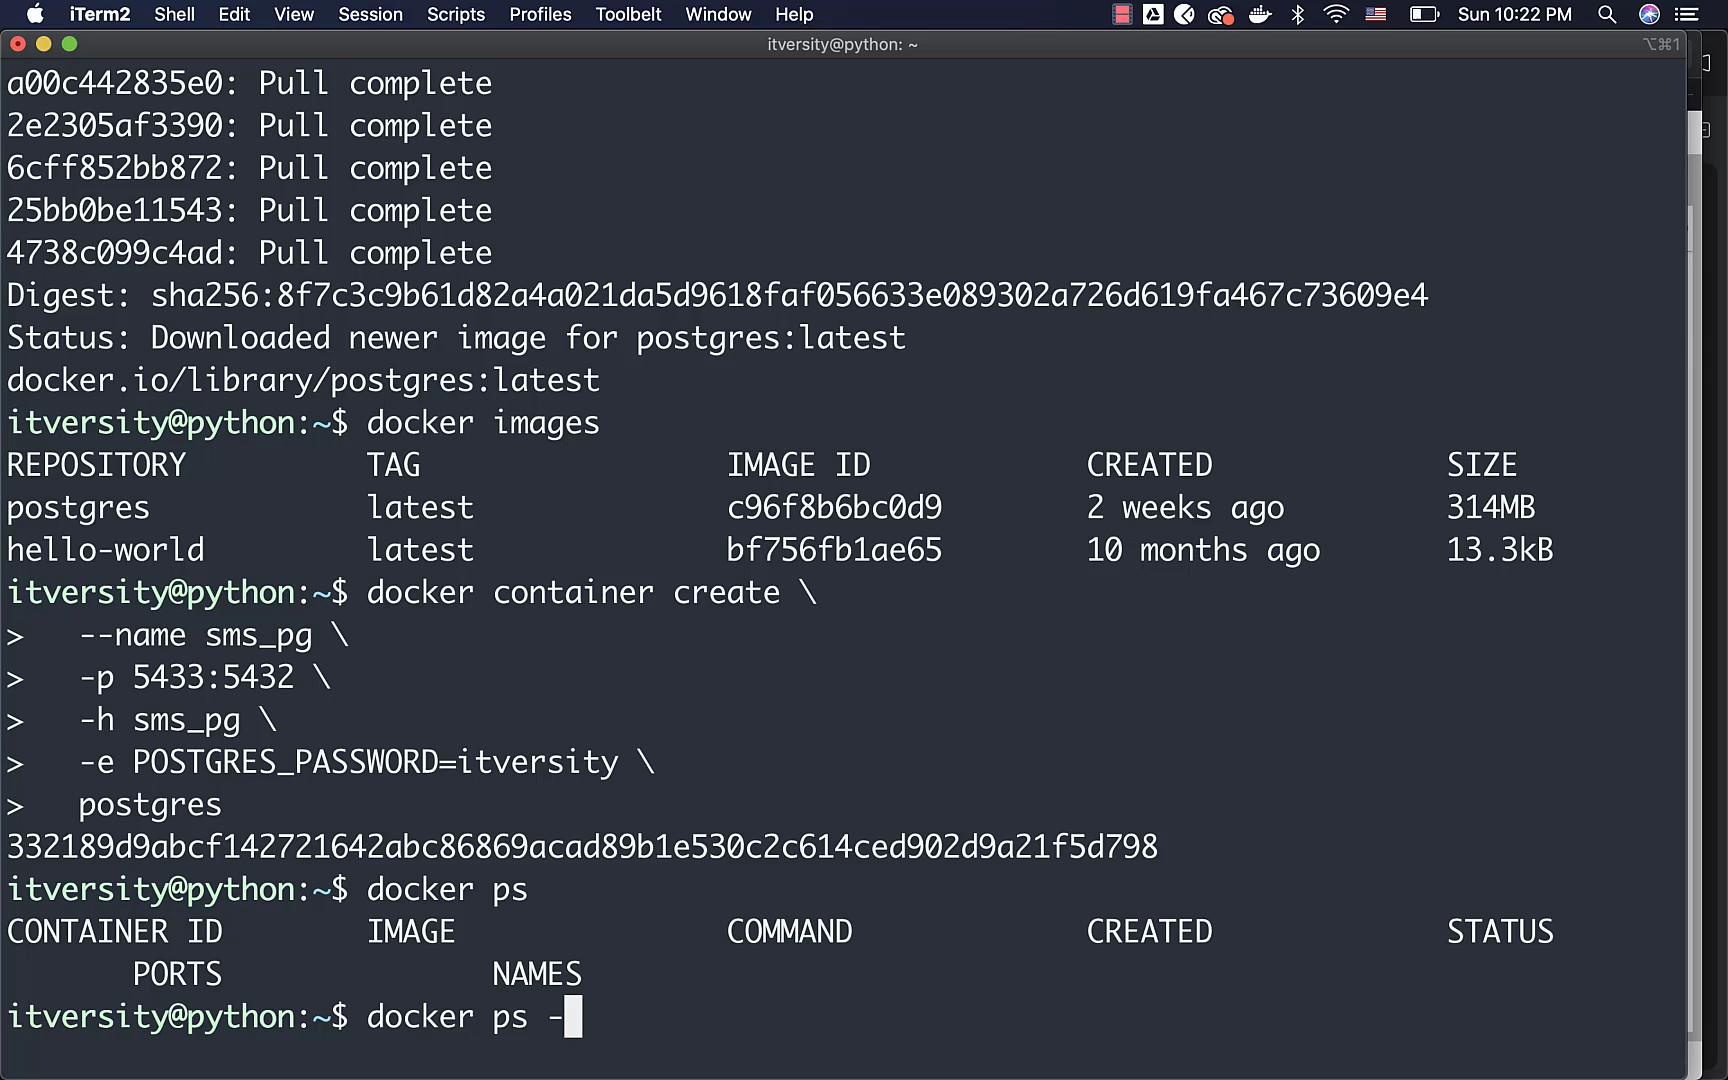 iTerm2 Shell Edit View Session Scripts Profiles Toolbelt Window Help Sun 10:22 PM
itversity@python: ~ ⌥⌘1
a00c442835e0: Pull complete
2e2305af3390: Pull complete
6cff852bb872: Pull complete
25bb0be11543: Pull complete
4738c099c4ad: Pull complete
Digest: sha256:8f7c3c9b61d82a4a021da5d9618faf056633e089302a726d619fa467c73609e4
Status: Downloaded newer image for postgres:latest
docker.io/library/postgres:latest
itversity@python:~$ docker images
REPOSITORY TAG IMAGE ID CREATED SIZE
postgres latest c96f8b6bc0d9 2 weeks ago 314MB
hello-world latest bf756fb1ae65 10 months ago 13.3kB
itversity@python:~$ docker container create \
> --name sms_pg \
> -p 5433:5432 \
> -h sms_pg \
> -e POSTGRES_PASSWORD=itversity \
> postgres
332189d9abcf142721642abc86869acad89b1e530c2c614ced902d9a21f5d798
itversity@python:~$ docker ps
CONTAINER ID IMAGE COMMAND CREATED STATUS
PORTS NAMES
itversity@python:~$ docker ps -